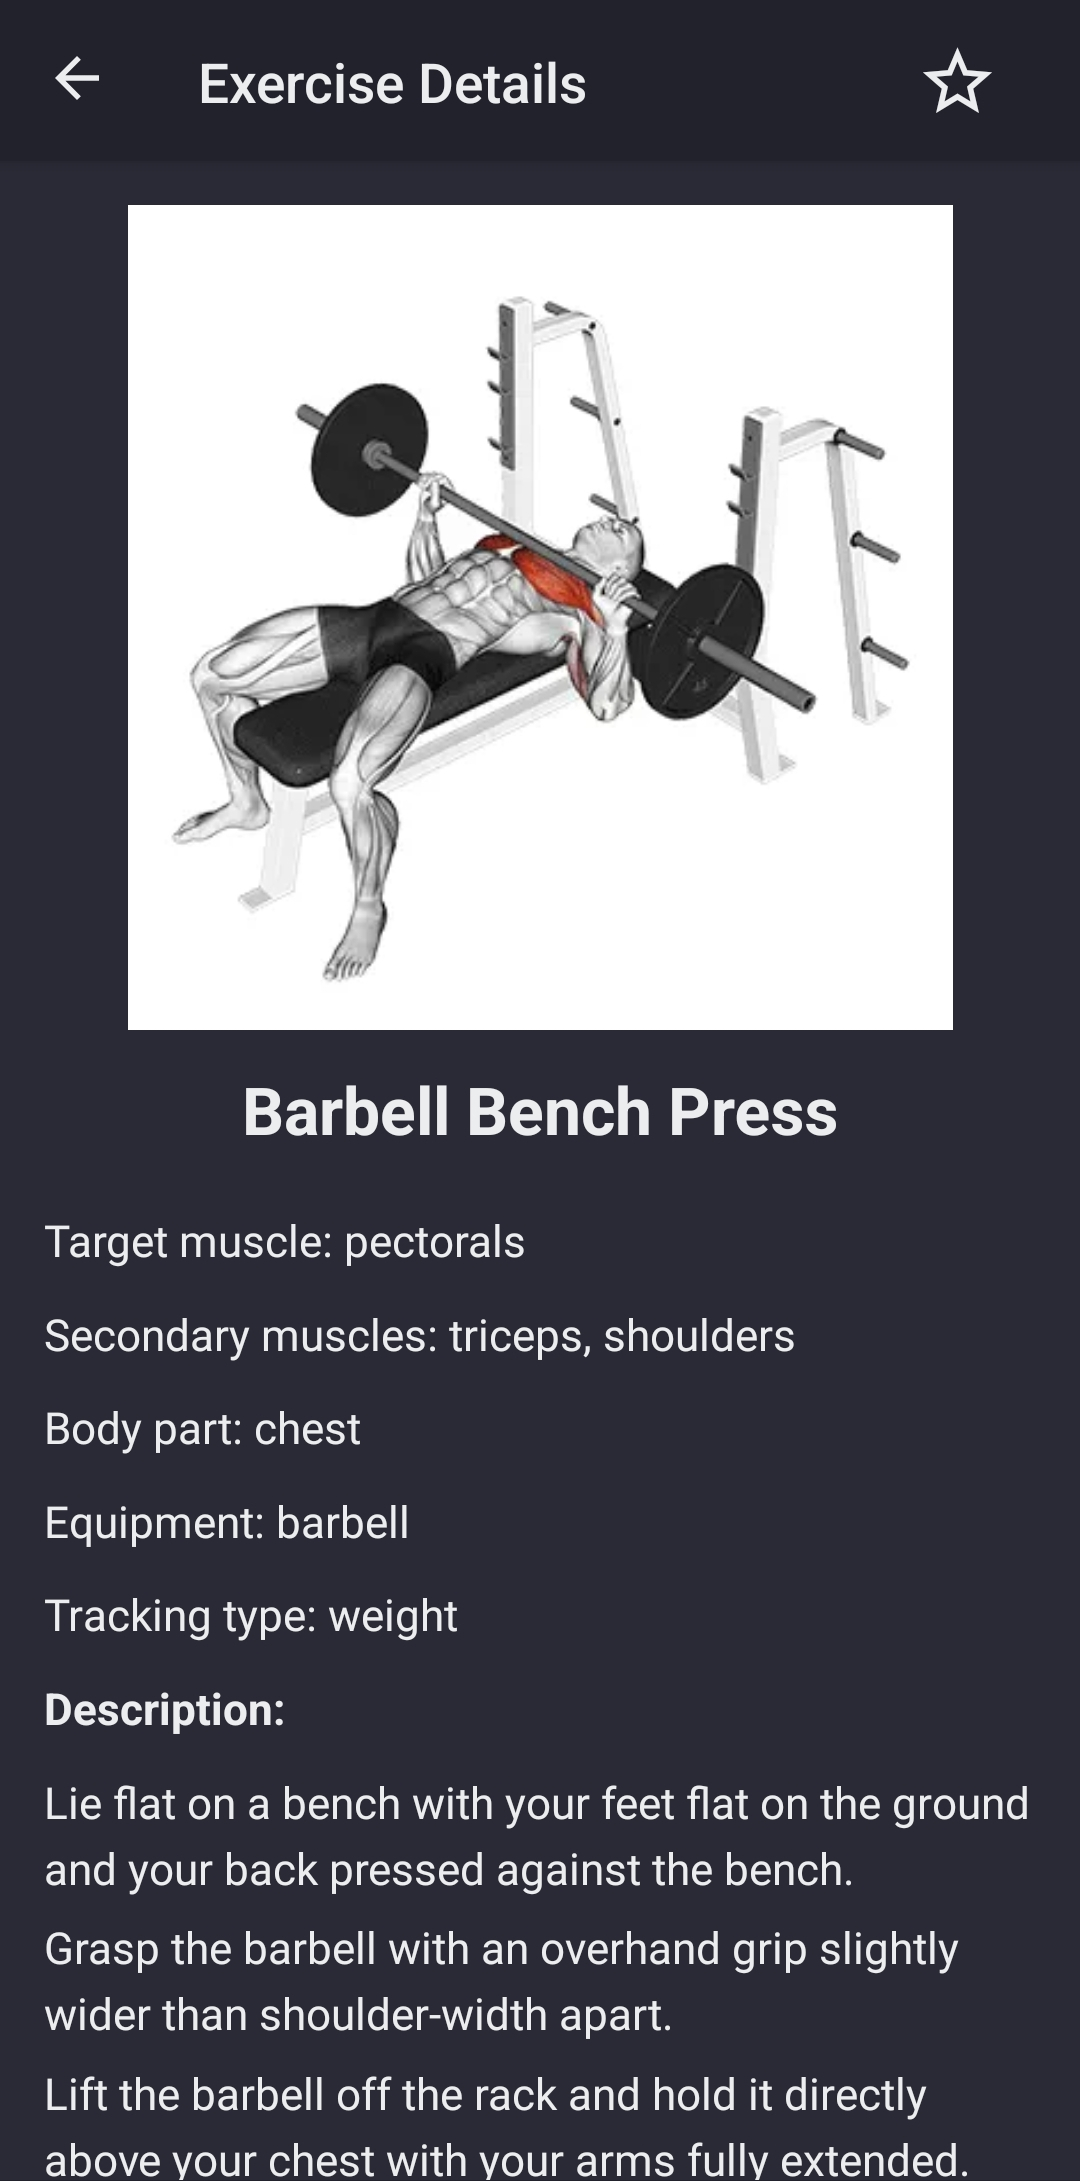 Exercise Details
Barbell Bench Press
Target muscle: pectorals
Secondary muscles: triceps, shoulders
Body part: chest
Equipment: barbell
Tracking type: weight
Description:
Lie flat on a bench with your feet flat on the ground
and your back pressed against the bench.
Grasp the barbell with an overhand grip slightly
wider than shoulder-width apart.
Lift the barbell off the rack and hold it directly
above your chest with your arms fully extended.